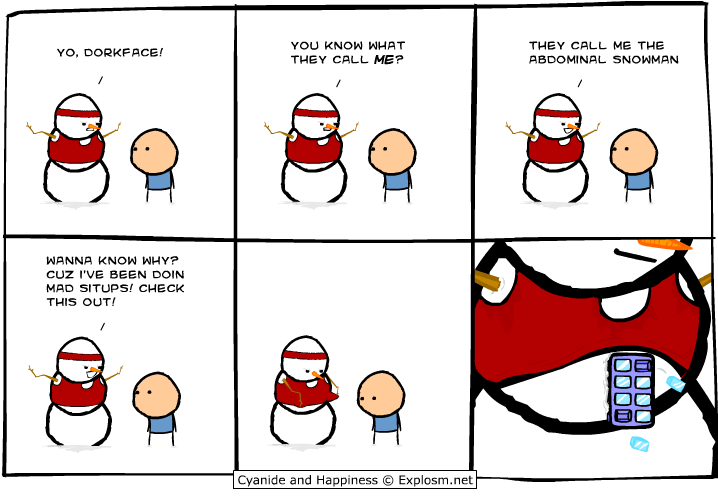 YO, DORKFACE!
YOU KNOW WHAT
THEY CALL ME?
THEY CALL ME THE
ABDOMINAL SNOWMAN
WANNA KNOW WHY?
CUZ I'VE BEEN DOIN
MAD SITUPS! CHECK
THIS OUT!
Cyanide and Happiness © Explosm.net